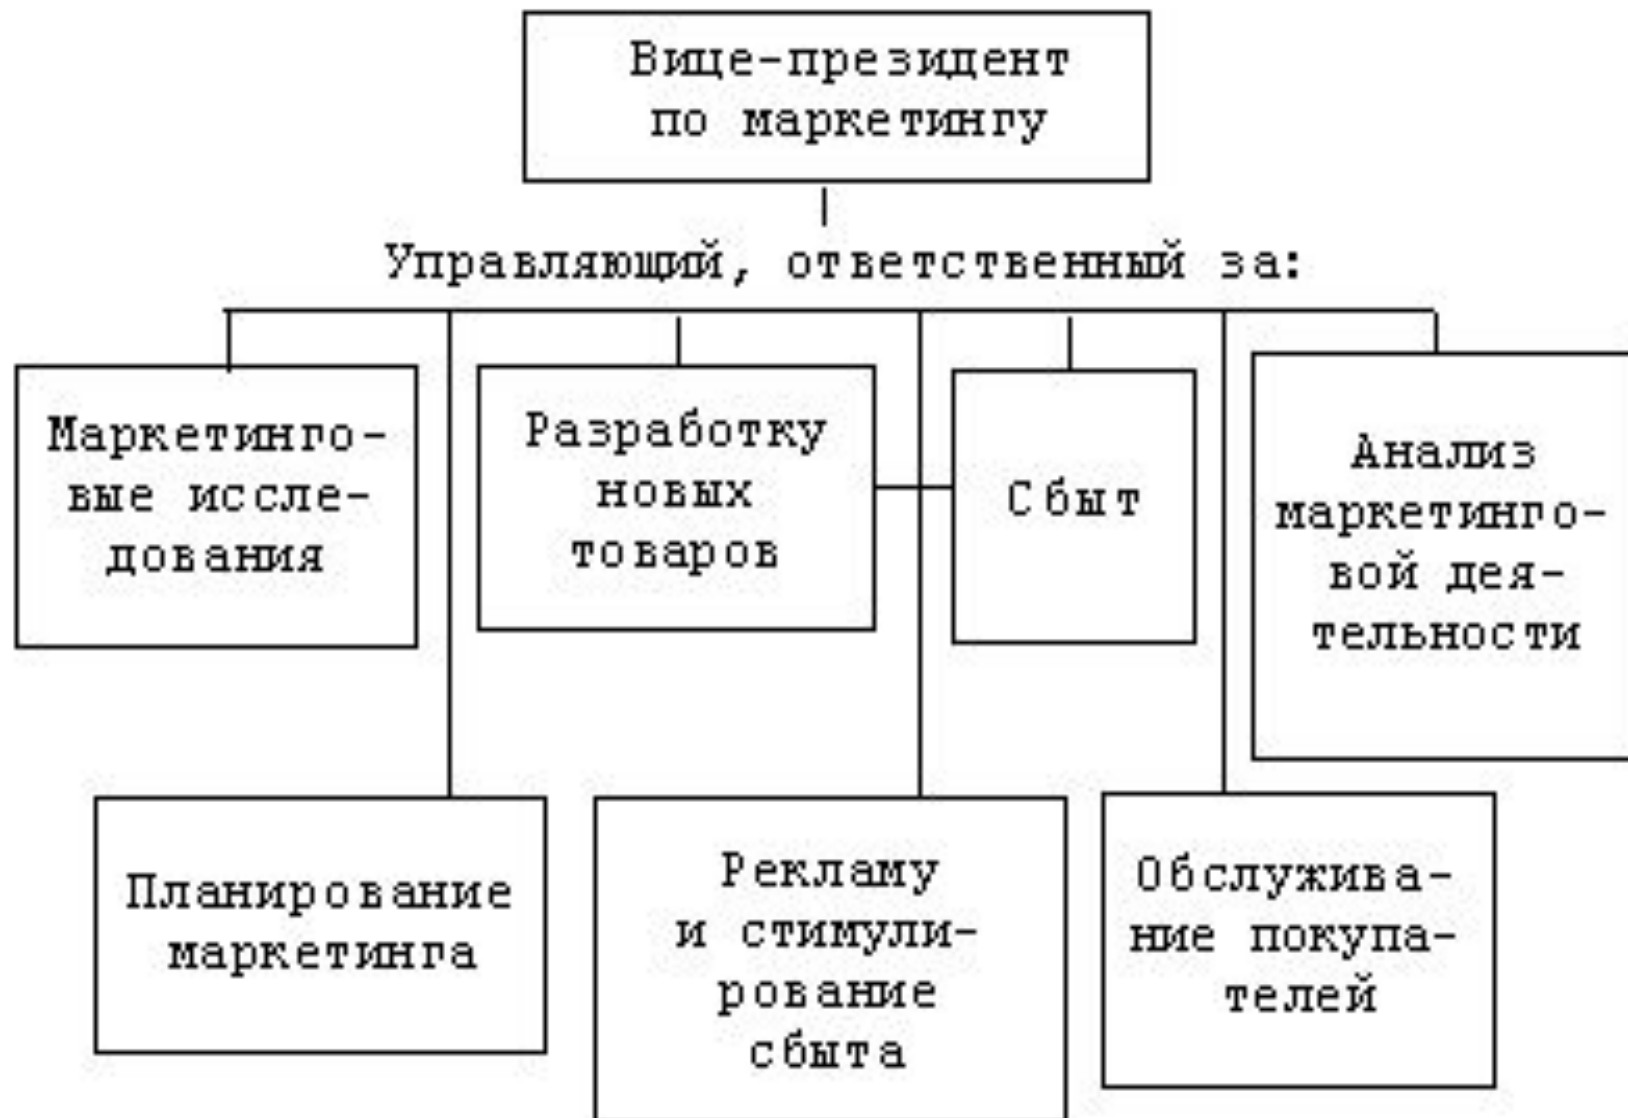 Вице-президент
по маркетингу
Управляющий, ответственный за:
Маркетинго-
вые иссле-
дования
Разработку
новых
товаров
Сбыт
Анализ
маркетинго-
вой дея-
тельности
Планирование
маркетинга
Рекламу
и стимули-
рование
сбыта
Обслужива-
ние покупа-
телей